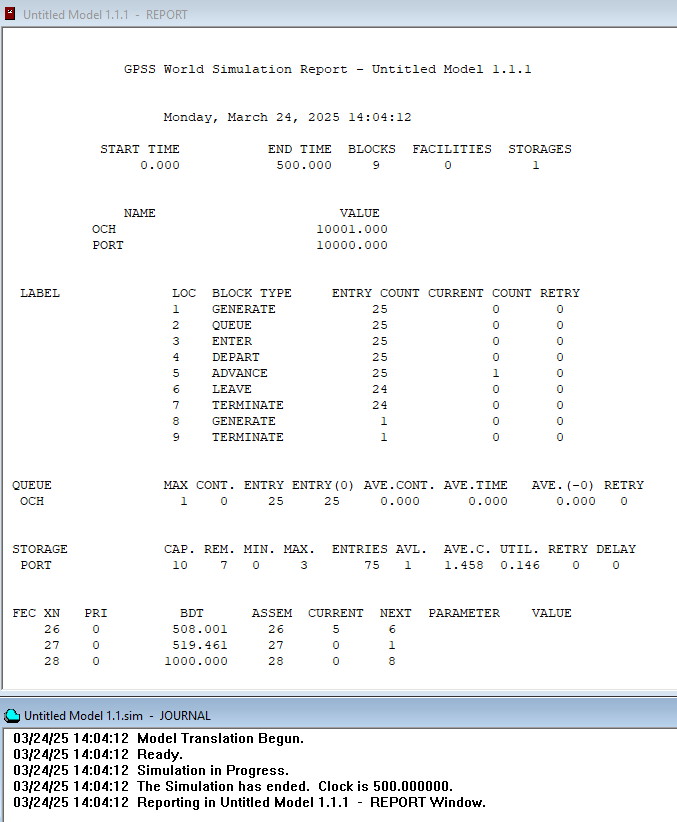 Untitled Model 1.1.1 - REPORT
GPSS World Simulation Report - Untitled Model 1.1.1
Monday, March 24, 2025 14:04:12
START TIME END TIME BLOCKS FACILITIES STORAGES
0.000 500.000 9 0 1
NAME VALUE
OCH 10001.000
PORT 10000.000
LABEL LOC BLOCK TYPE ENTRY COUNT CURRENT COUNT RETRY
1 GENERATE 25 0 0
2 QUEUE 25 0 0
3 ENTER 25 0 0
4 DEPART 25 0 0
5 ADVANCE 25 1 0
6 LEAVE 24 0 0
7 TERMINATE 24 0 0
8 GENERATE 1 0 0
9 TERMINATE 1 0 0
QUEUE MAX CONT. ENTRY ENTRY(0) AVE.CONT. AVE.TIME AVE.(-0) RETRY
OCH 1 0 25 25 0.000 0.000 0.000 0
STORAGE CAP. REM. MIN. MAX. ENTRIES AVL. AVE.C. UTIL. RETRY DELAY
PORT 10 7 0 3 75 1 1.458 0.146 0 0
FEC XN PRI BDT ASSEM CURRENT NEXT PARAMETER VALUE
26 0 508.001 26 5 6
27 0 519.461 27 0 1
28 0 1000.000 28 0 8
Untitled Model 1.1.sim - JOURNAL
03/24/25 14:04:12 Model Translation Begun.
03/24/25 14:04:12 Ready.
03/24/25 14:04:12 Simulation in Progress.
03/24/25 14:04:12 The Simulation has ended. Clock is 500.000000.
03/24/25 14:04:12 Reporting in Untitled Model 1.1.1 - REPORT Window.